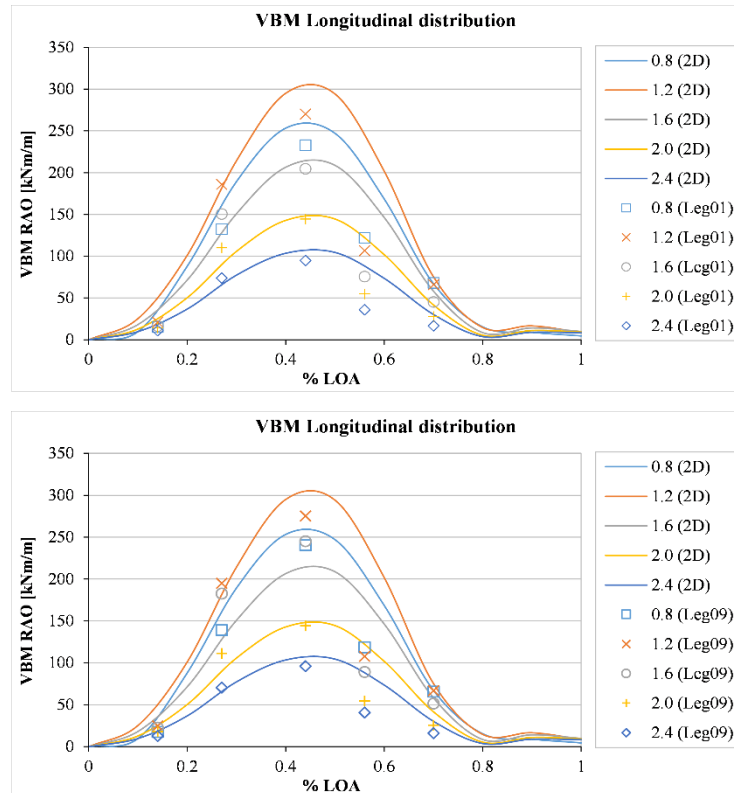 VBM Longitudinal distribution
350
300
250
200
150
100
50
0
VBM RAO [kNm/m]
0 0.2 0.4 0.6 0.8 1
% LOA
0.8 (2D)
1.2 (2D)
1.6 (2D)
2.0 (2D)
2.4 (2D)
0.8 (Leg01)
1.2 (Leg01)
1.6 (Leg01)
2.0 (Leg01)
2.4 (Leg01)
VBM Longitudinal distribution
350
300
250
200
150
100
50
0
VBM RAO [kNm/m]
0 0.2 0.4 0.6 0.8 1
% LOA
0.8 (2D)
1.2 (2D)
1.6 (2D)
2.0 (2D)
2.4 (2D)
0.8 (Leg09)
1.2 (Leg09)
1.6 (Leg09)
2.0 (Leg09)
2.4 (Leg09)